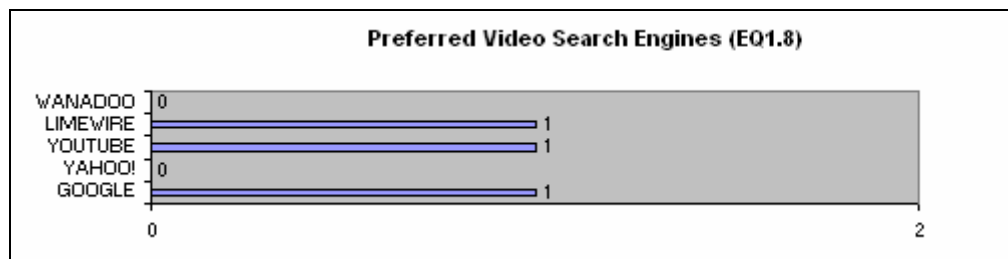 Preferred Video Search Engines (EQ1.8)
WANADOO 0
LIMEWIRE 1
YOUTUBE 1
YAHOO! 0
GOOGLE 1
0 2